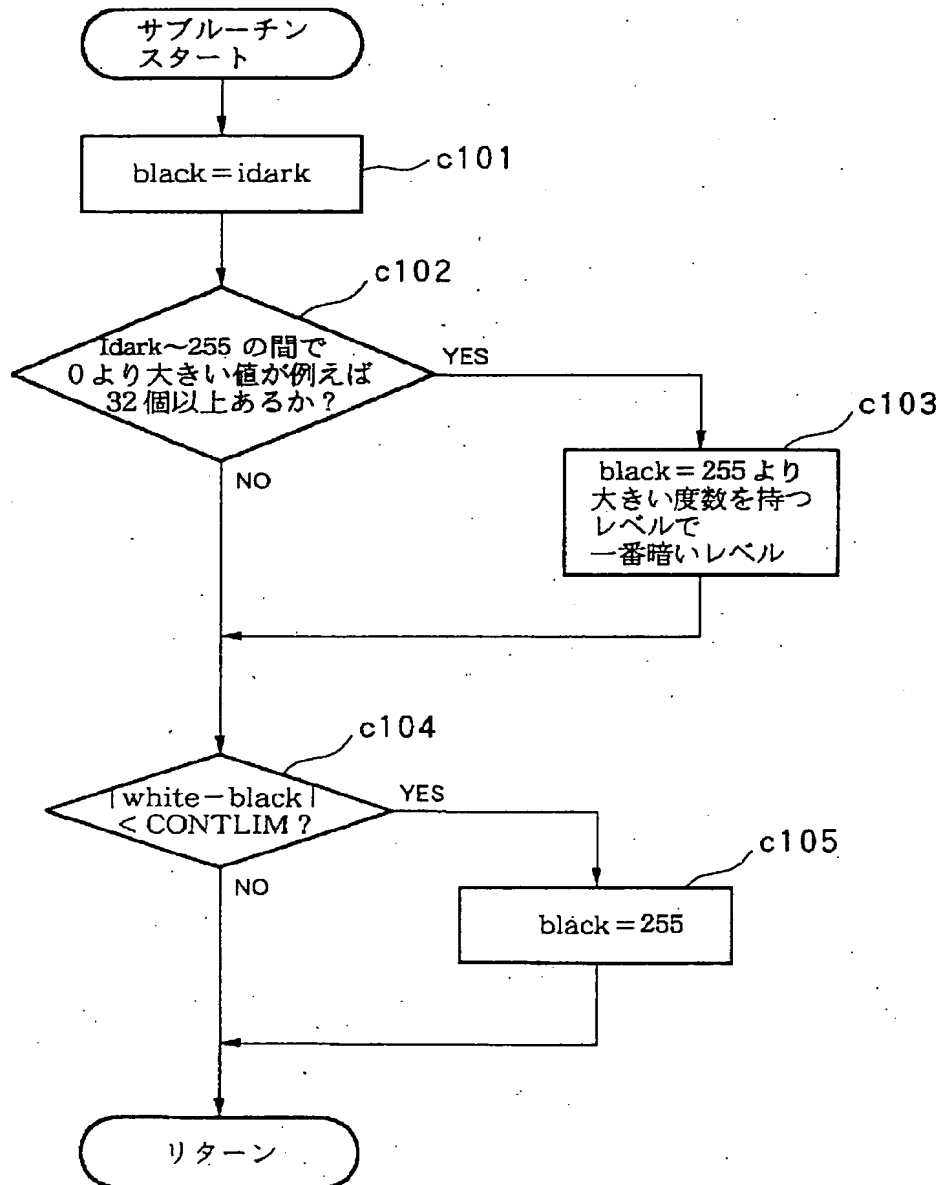 サブルーチン
スタート
black=idark
c101
c102
Idark~255 の間で
0より大きい値が例えば
32個以上あるか?
YES
NO
c103
black=255より
大きい度数を持つ
レベルで
一番暗いレベル
c104
|white-black|
< CONTLIM ?
YES
NO
c105
black=255
リターン